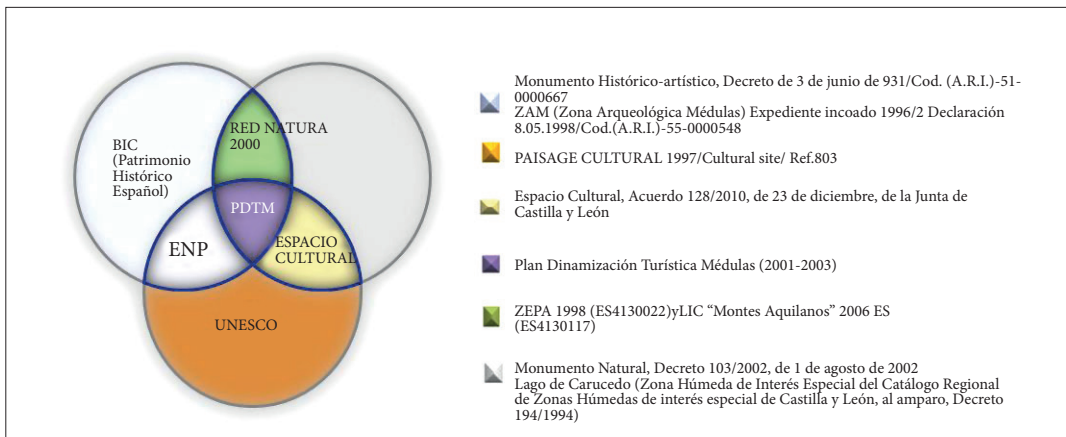 BIC
(Patrimonio
Histórico
Español)
RED NATURA
2000
PDTM
ENP
ESPACIO
CULTURAL
UNESCO
Monumento Histórico-artístico, Decreto de 3 de junio de 931/Cod. (A.R.I.)-51-
0000667
ZAM (Zona Arqueológica Médulas) Expediente incoado 1996/2 Declaración
8.05.1998/Cod.(A.R.I.)-55-0000548
PAISAGE CULTURAL 1997/Cultural site/ Ref.803
Espacio Cultural, Acuerdo 128/2010, de 23 de diciembre, de la Junta de
Castilla y León
Plan Dinamización Turística Médulas (2001-2003)
ZEPA 1998 (ES4130022)yLIC “Montes Aquilanos” 2006 ES
(ES4130117)
Monumento Natural, Decreto 103/2002, de 1 de agosto de 2002
Lago de Carucedo (Zona Húmeda de Interés Especial del Catálogo Regional
de Zonas Húmedas de interés especial de Castilla y León, al amparo, Decreto
194/1994)